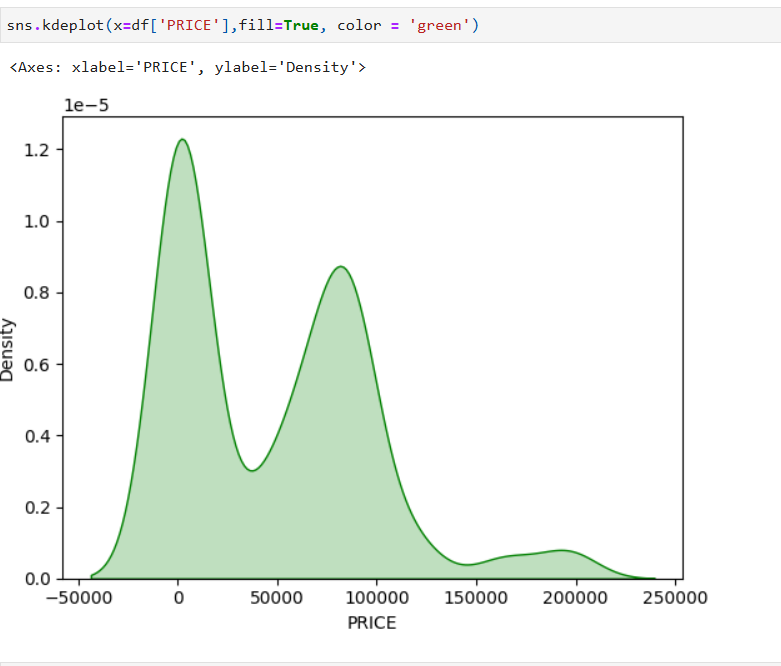 sns.kdeplot(x=df['PRICE'],fill=True, color = 'green')
<Axes: xlabel='PRICE', ylabel='Density'>
1e−5
1.2
1.0
0.8
0.6
0.4
0.2
0.0
Density
−50000 0 50000 100000 150000 200000 250000
PRICE